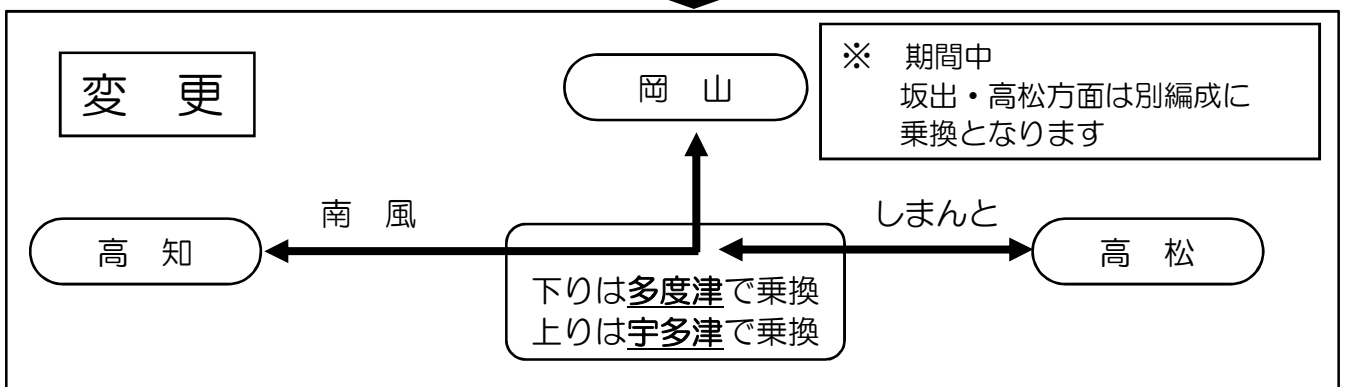 変 更
岡 山
※ 期間中
坂出・高松方面は別編成に
乗換となります
南 風
しまんと
高 知
高 松
下りは多度津で乗換
上りは宇多津で乗換